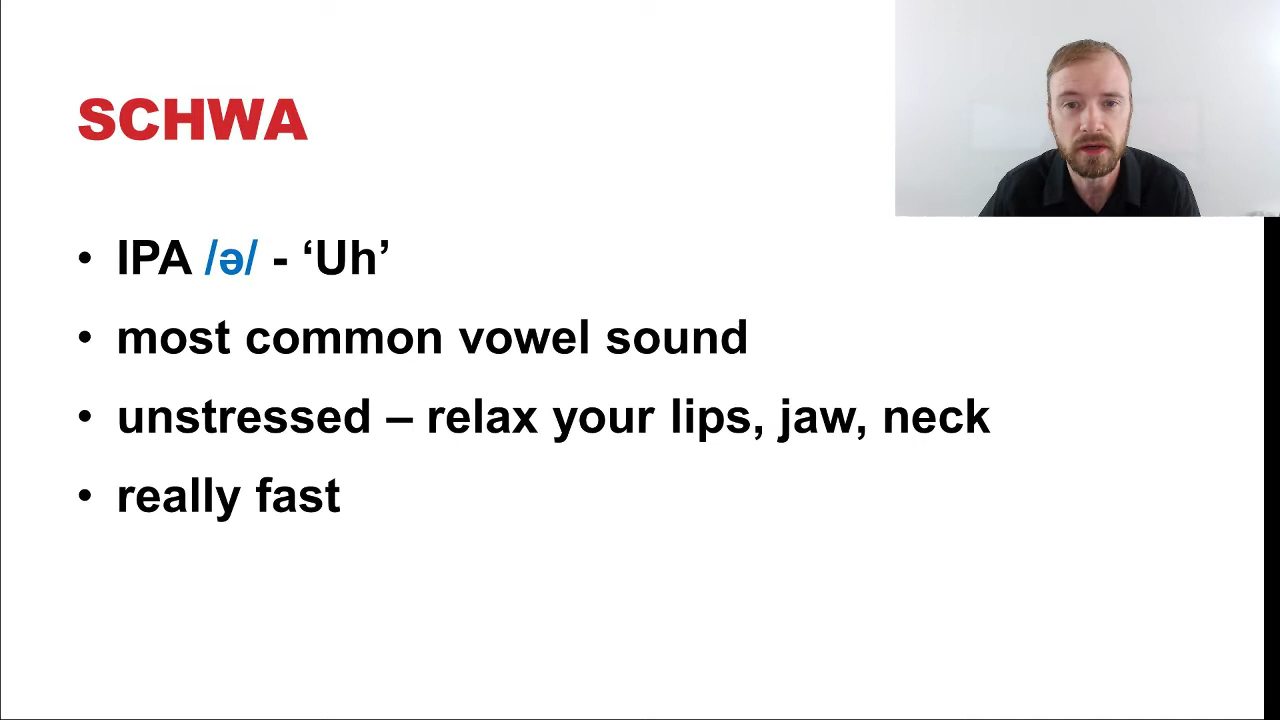 SCHWA
• IPA /ə/ - ‘Uh’
• most common vowel sound
• unstressed – relax your lips, jaw, neck
• really fast